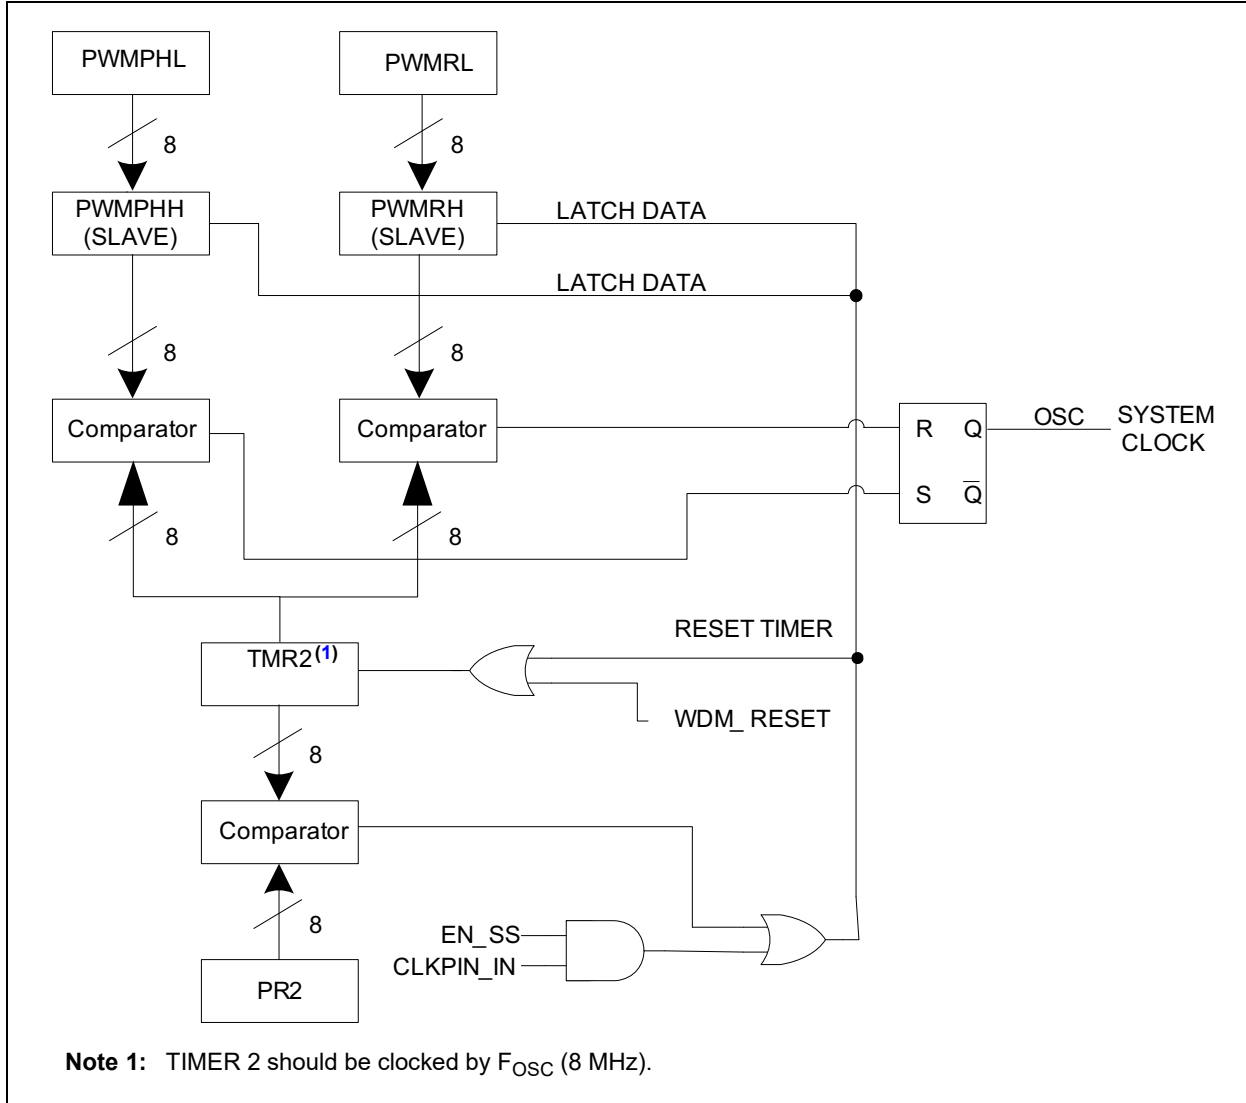 PWMPHL
PWMRL
8
8
PWMPHH
(SLAVE)
PWMRH
(SLAVE)
LATCH DATA
LATCH DATA
8
8
Comparator
Comparator
R Q
S Q̅
OSC
SYSTEM
CLOCK
8
8
RESET TIMER
TMR2(1)
WDM_ RESET
8
Comparator
8
EN_SS
CLKPIN_IN
PR2
Note 1: TIMER 2 should be clocked by FOSC (8 MHz).